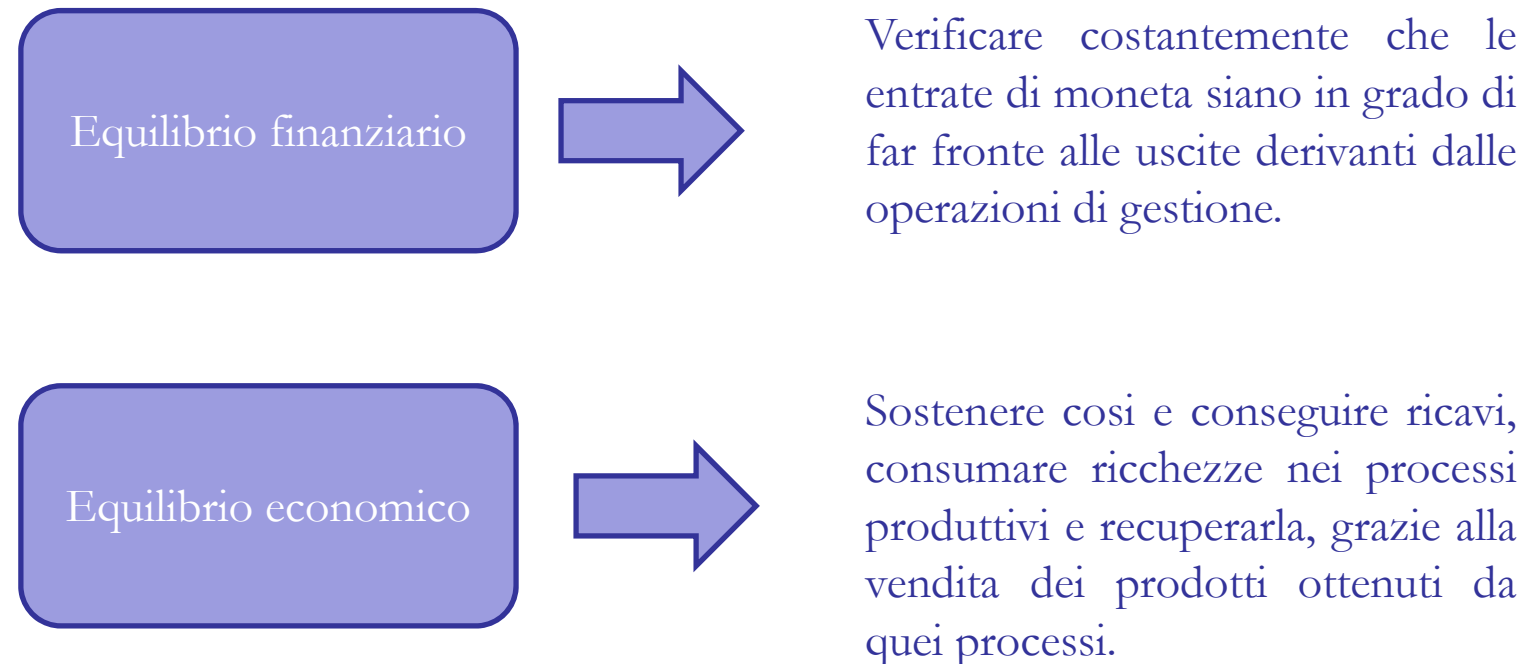 Equilibrio finanziario
Verificare costantemente che le
entrate di moneta siano in grado di
far fronte alle uscite derivanti dalle
operazioni di gestione.
Equilibrio economico
Sostenere cosi e conseguire ricavi,
consumare ricchezze nei processi
produttivi e recuperarla, grazie alla
vendita dei prodotti ottenuti da
quei processi.